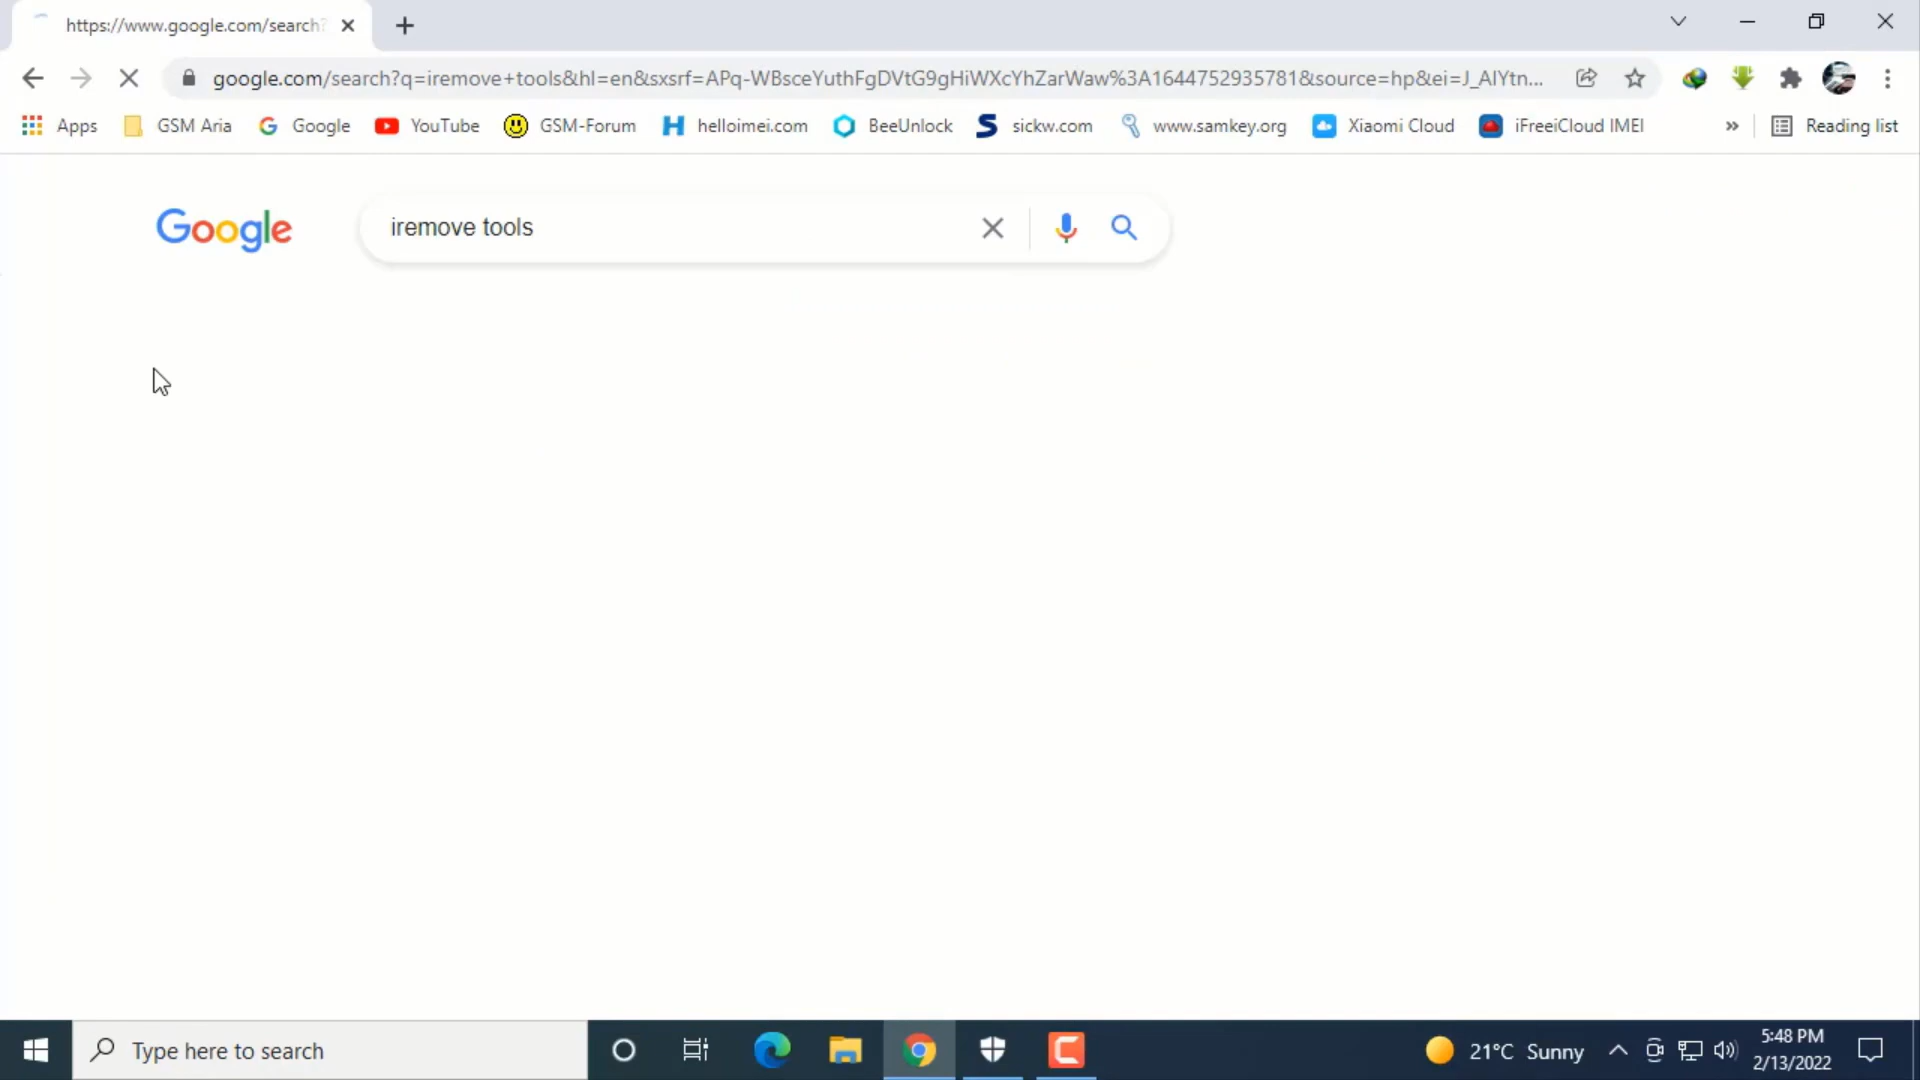 https://www.google.com/search?
google.com/search?q=iremove+tools&hl=en&sxsrf=APq-WBsceYuthFgDVtG9gHiWXcYhZarWaw%3A1644752935781&source=hp&ei=J_AIYtn...
Apps GSM Aria Google YouTube GSM-Forum helloimei.com BeeUnlock sickw.com www.samkey.org Xiaomi Cloud iFreeiCloud IMEI » Reading list
Google iremove tools
Type here to search 21°C Sunny 5:48 PM
2/13/2022